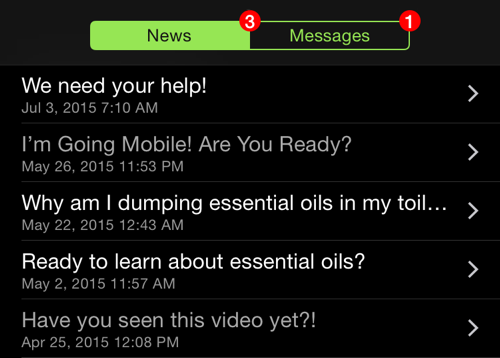 News 3 Messages 1
We need your help!
Jul 3, 2015 7:10 AM
I’m Going Mobile! Are You Ready?
May 26, 2015 11:53 PM
Why am I dumping essential oils in my toil…
May 22, 2015 12:43 AM
Ready to learn about essential oils?
May 2, 2015 11:57 AM
Have you seen this video yet?!
Apr 25, 2015 12:08 PM